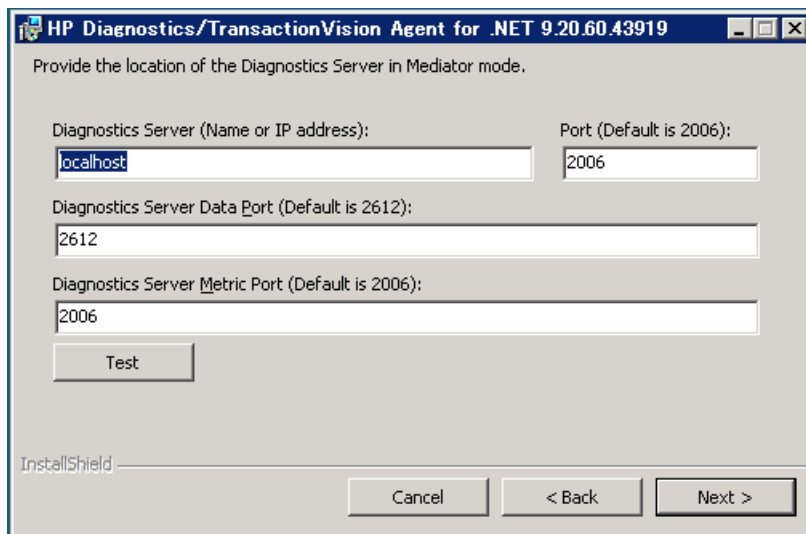 HP Diagnostics/TransactionVision Agent for .NET 9.20.60.43919
Provide the location of the Diagnostics Server in Mediator mode.
Diagnostics Server (Name or IP address): Port (Default is 2006):
localhost 2006
Diagnostics Server Data Port (Default is 2612):
2612
Diagnostics Server Metric Port (Default is 2006):
2006
Test
InstallShield
Cancel < Back Next >